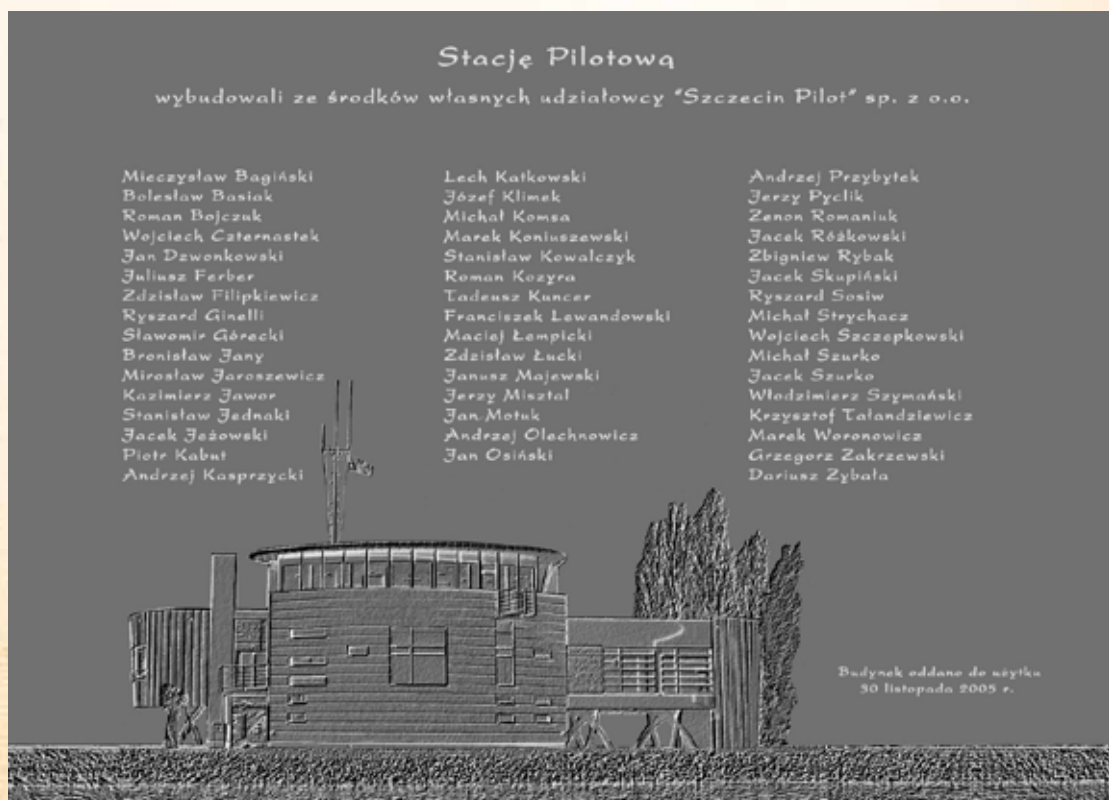 Stację Pilotową
wybudowali ze środków własnych udziałowcy "Szczecin Pilot" sp. z o.o.
Mieczysław Bagiński
Bolesław Basiak
Roman Bojczuk
Wojciech Czternastek
Jan Dzwonkowski
Juliusz Ferber
Zdzisław Filipkiewicz
Ryszard Ginelli
Sławomir Górecki
Bronisław Jany
Mirosław Jaroszewicz
Kazimierz Jawor
Stanisław Jednaki
Jacek Jeżowski
Piotr Kabut
Andrzej Kasprzycki
Lech Katkowski
Józef Klimek
Michał Komsa
Marek Koniuszewski
Stanisław Kowalczyk
Roman Kozyra
Tadeusz Kuncer
Franciszek Lewandowski
Maciej Łempicki
Zdzisław Łucki
Janusz Majewski
Jerzy Misztal
Jan Motuk
Andrzej Olechnowicz
Jan Osiński
Andrzej Przybytek
Jerzy Pyclik
Zenon Romaniuk
Jacek Różkowski
Zbigniew Rybak
Jacek Skupiński
Ryszard Sosiw
Michał Strychacz
Wojciech Szczepkowski
Michał Szurko
Jacek Szurko
Włodzimierz Szymański
Krzysztof Tałandziewicz
Marek Woronowicz
Grzegorz Zakrzewski
Dariusz Zybała
Budynek oddano do użytku
30 listopada 2005 r.